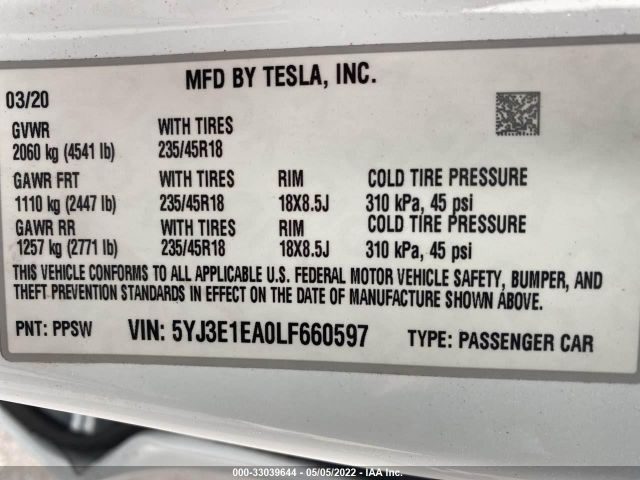 MFD BY TESLA, INC.
03/20
GVWR WITH TIRES
2060 kg (4541 lb) 235/45R18
GAWR FRT WITH TIRES RIM COLD TIRE PRESSURE
1110 kg (2447 lb) 235/45R18 18X8.5J 310 kPa, 45 psi
GAWR RR WITH TIRES RIM COLD TIRE PRESSURE
1257 kg (2771 lb) 235/45R18 18X8.5J 310 kPa, 45 psi
THIS VEHICLE CONFORMS TO ALL APPLICABLE U.S. FEDERAL MOTOR VEHICLE SAFETY, BUMPER, AND
THEFT PREVENTION STANDARDS IN EFFECT ON THE DATE OF MANUFACTURE SHOWN ABOVE.
PNT: PPSW VIN: 5YJ3E1EA0LF660597 TYPE: PASSENGER CAR
000-33039644 - 05/05/2022 - IAA Inc.